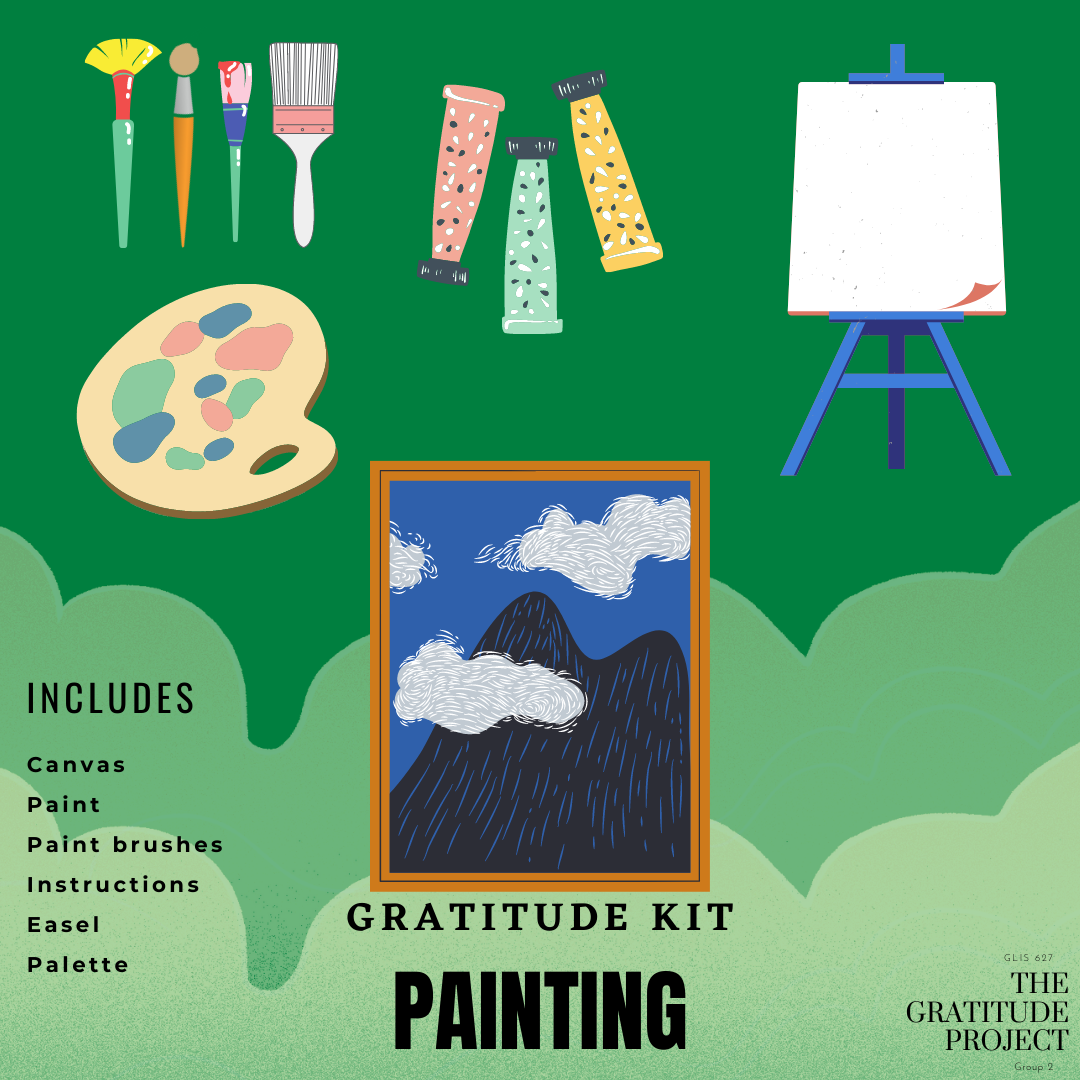 INCLUDES
Canvas
Paint
Paint brushes
Instructions
Easel
Palette
GRATITUDE KIT
PAINTING
GLIS 627
THE
GRATITUDE
PROJECT
Group 2